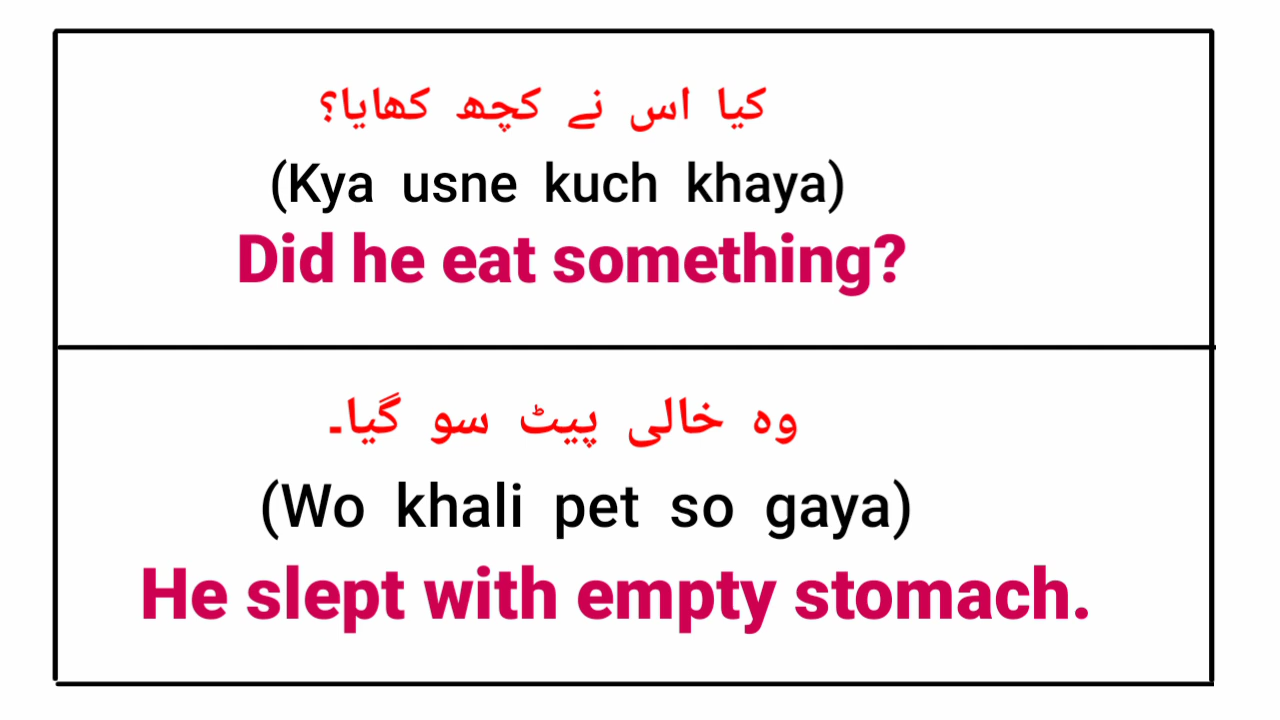 کیا اس نے کچھ کھایا؟
(Kya usne kuch khaya)
Did he eat something?
وہ خالی پیٹ سو گیا۔
(Wo khali pet so gaya)
He slept with empty stomach.